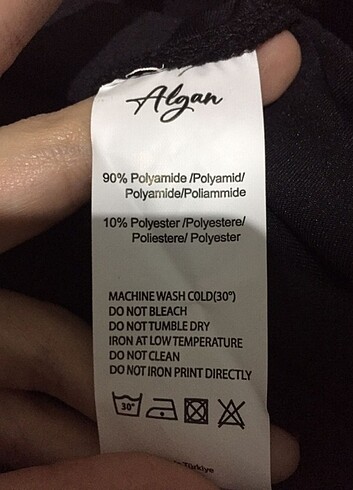 Algan
90% Polyamide /Polyamid/
Polyamide/Poliammide
10% Polyester /Polyestere/
Poliestere/ Polyester
MACHINE WASH COLD(30°)
DO NOT BLEACH
DO NOT TUMBLE DRY
IRON AT LOW TEMPERATURE
DO NOT CLEAN
DO NOT IRON PRINT DIRECTLY
30°
Türkiye